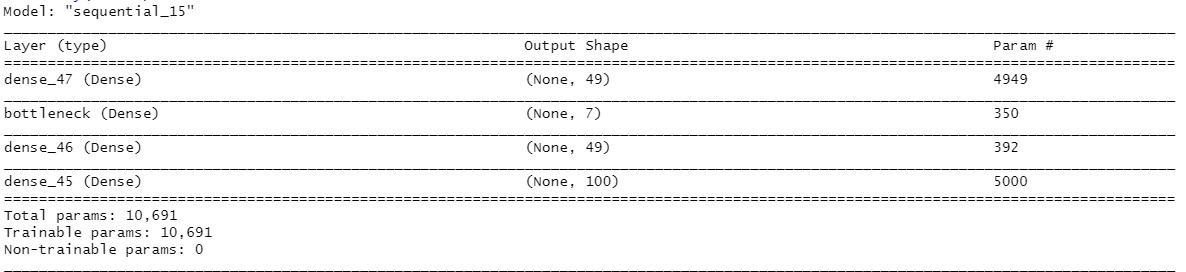 Model: "sequential_15"
Layer (type) Output Shape Param #
dense_47 (Dense) (None, 49) 4949
bottleneck (Dense) (None, 7) 350
dense_46 (Dense) (None, 49) 392
dense_45 (Dense) (None, 100) 5000
Total params: 10,691
Trainable params: 10,691
Non-trainable params: 0